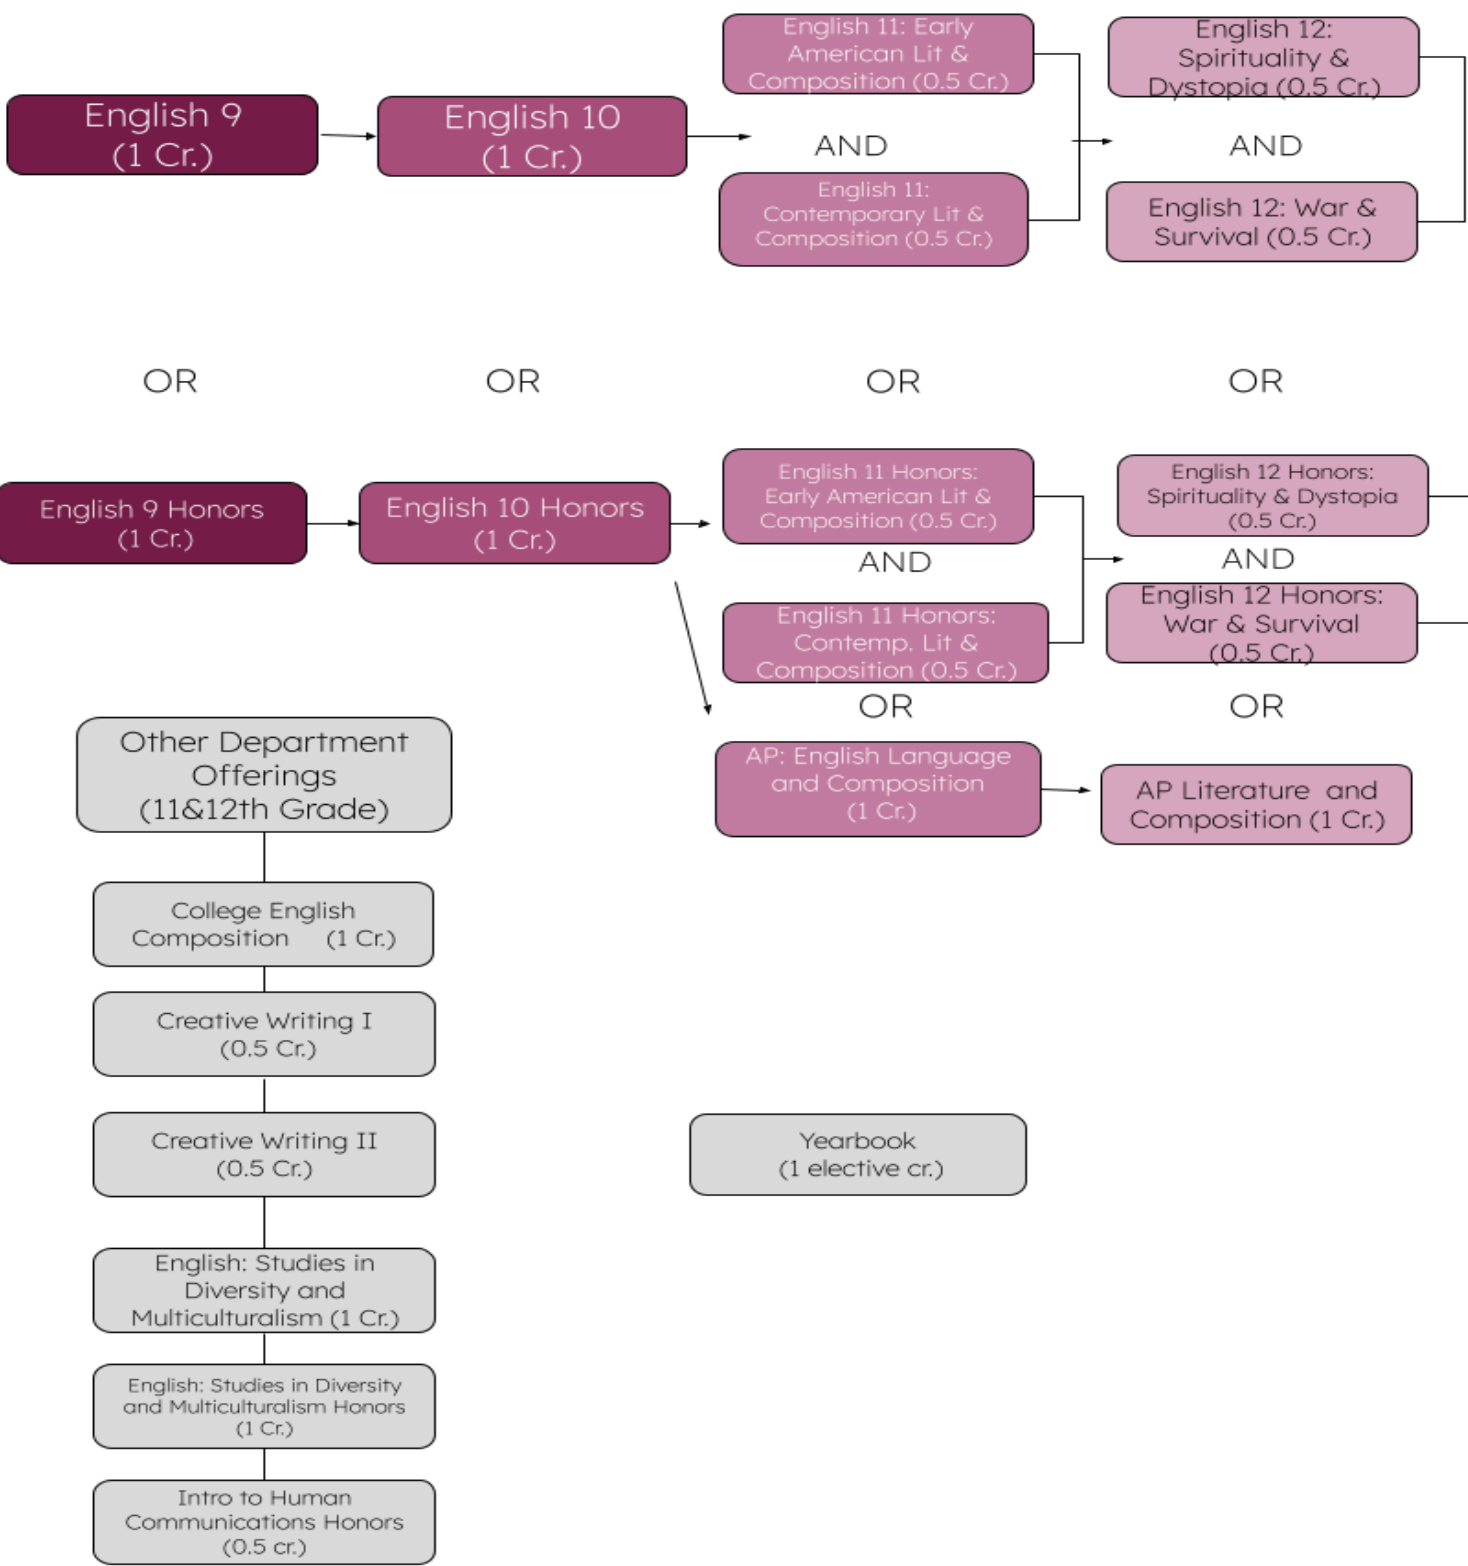 English 9
(1 Cr.)
English 10
(1 Cr.)
English 11: Early
American Lit &
Composition (0.5 Cr.)
AND
English 11:
Contemporary Lit &
Composition (0.5 Cr.)
English 12:
Spirituality &
Dystopia (0.5 Cr.)
AND
English 12: War &
Survival (0.5 Cr.)
OR
OR
OR
OR
English 9 Honors
(1 Cr.)
English 10 Honors
(1 Cr.)
English 11 Honors:
Early American Lit &
Composition (0.5 Cr.)
AND
English 11 Honors:
Contemp. Lit &
Composition (0.5 Cr.)
OR
AP: English Language
and Composition
(1 Cr.)
English 12 Honors:
Spirituality & Dystopia
(0.5 Cr.)
AND
English 12 Honors:
War & Survival
(0.5 Cr.)
OR
AP Literature and
Composition (1 Cr.)
Other Department
Offerings
(11&12th Grade)
College English
Composition (1 Cr.)
Creative Writing I
(0.5 Cr.)
Creative Writing II
(0.5 Cr.)
English: Studies in
Diversity and
Multiculturalism (1 Cr.)
English: Studies in Diversity
and Multiculturalism Honors
(1 Cr.)
Intro to Human
Communications Honors
(0.5 cr.)
Yearbook
(1 elective cr.)